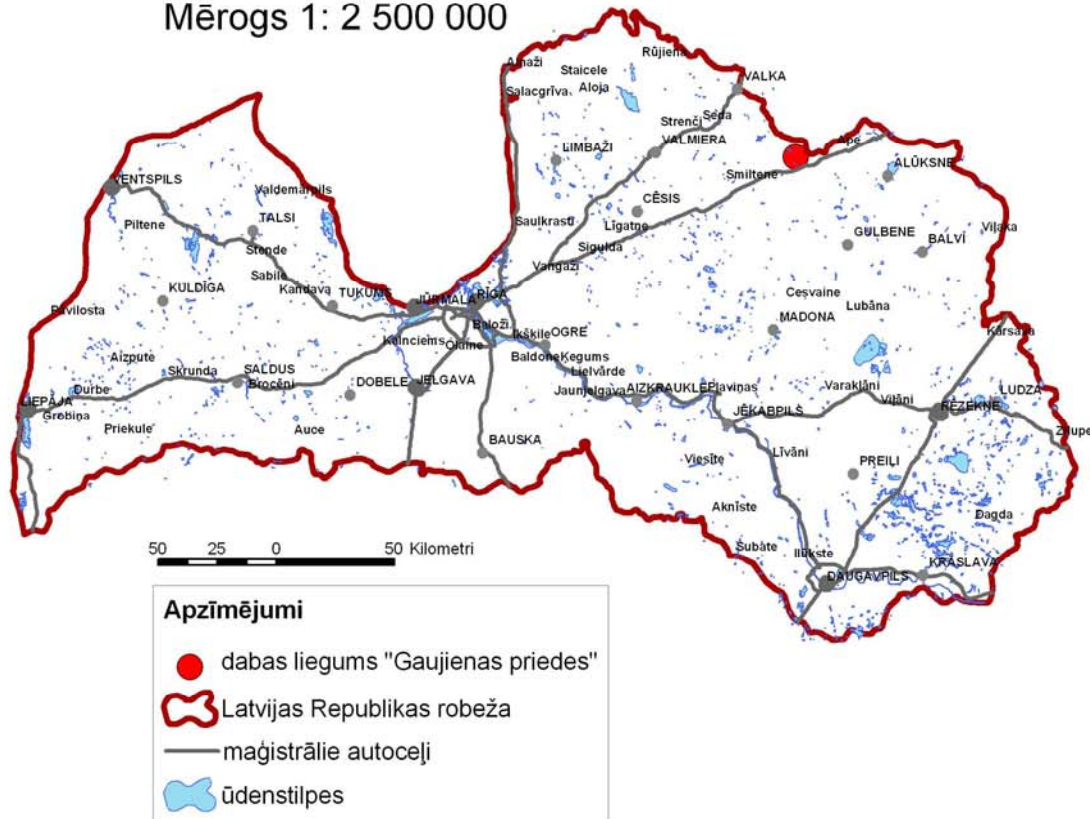 Mērogs 1: 2 500 000
Rūjiena
Ainaži
Staicele
VALKA
Aloja
Salacgrīva
Seda
Strenči
VALMIERA
Ape
LIMBAŽI
Smiltene
ALŪKSNE
VENTSPILS
Valdemārpils
CĒSIS
Piltene
TALSI
Saulkrasti
Līgatne
Viļaka
Stende
Sigulda
GULBENE
BALVI
Sabile
Vangaži
KULDĪGA
Kandava
TUKUMS
Cesvaine
Lubāna
Pāvilosta
JŪRMALA
RĪGA
MADONA
Baloži
Ikšķile
OGRE
Kārsava
Kalnciems
Olaine
Aizpute
Baldone
Ķegums
Skrunda
SALDUS
Lielvārde
Durbe
Brocēni
DOBELE
JELGAVA
Jaunjelgava
AIZKRAUKLE
Pļaviņas
Varakļāni
Viļāni
LUDZA
LIEPĀJA
Grobiņa
JĒKABPILS
RĒZEKNE
Priekule
Auce
Zilupe
BAUSKA
Viesīte
Līvāni
PREIĻI
Aknīste
Dagda
Subate
Ilūkste
50 25 0 50 Kilometri
KRĀSLAVA
DAUGAVPILS
Apzīmējumi
dabas liegums "Gaujienas priedes"
Latvijas Republikas robeža
maģistrālie autoceļi
ūdenstilpes